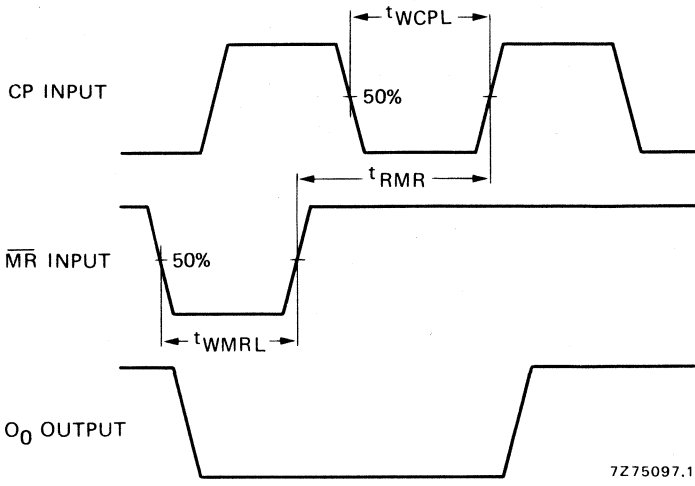 tWCPL
CP INPUT
50%
tRMR
MR INPUT
50%
tWMRL
O0 OUTPUT
7Z75097.1